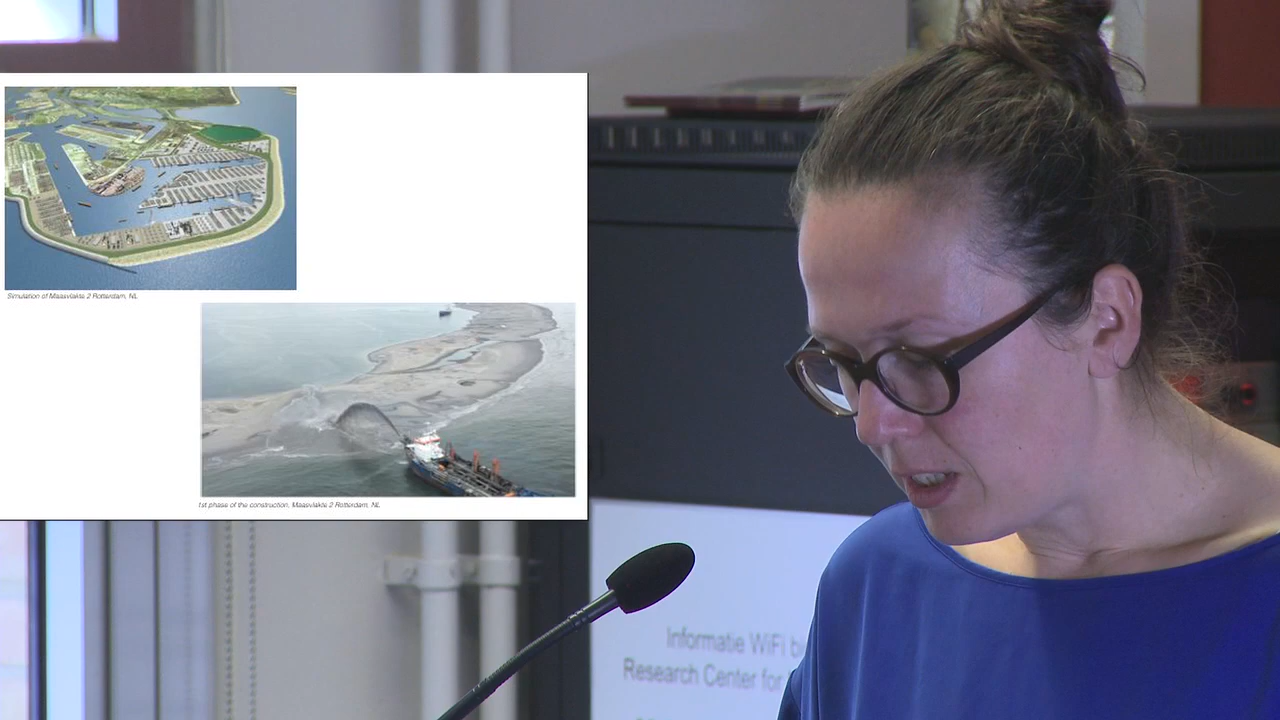 Simulation of Maasvlakte 2 Rotterdam, NL
1st phase of the construction, Maasvlakte 2 Rotterdam, NL
Informatie WiFi
Research Center for